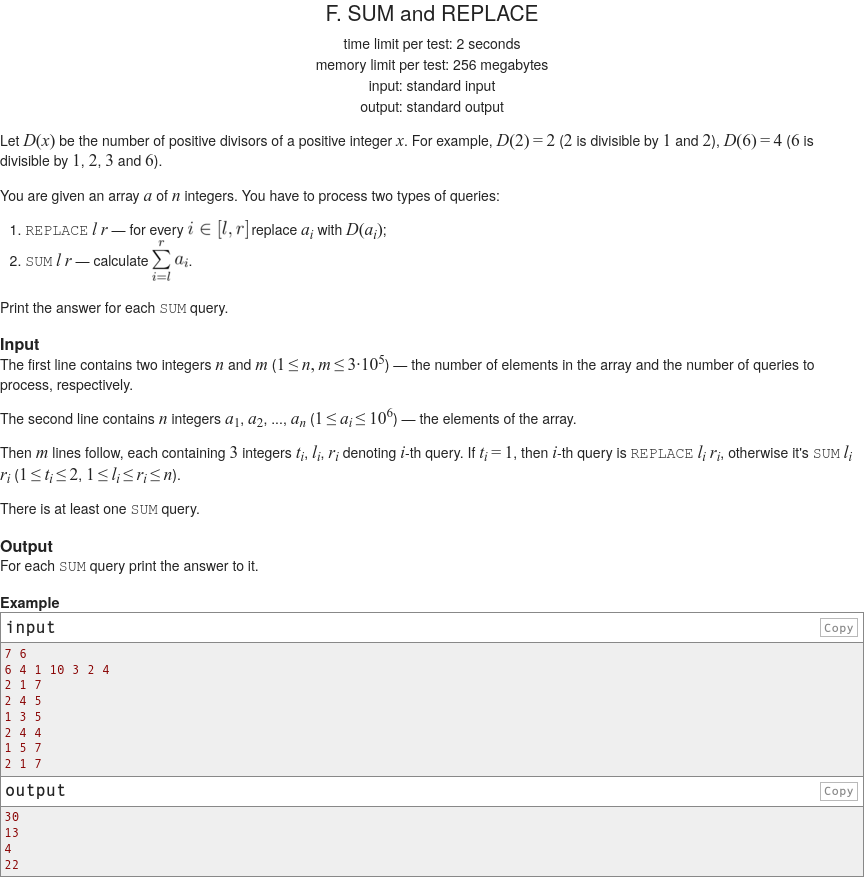 F. SUM and REPLACE
time limit per test: 2 seconds
memory limit per test: 256 megabytes
input: standard input
output: standard output
Let D(x) be the number of positive divisors of a positive integer x. For example, D(2) = 2 (2 is divisible by 1 and 2), D(6) = 4 (6 is
divisible by 1, 2, 3 and 6).
You are given an array a of n integers. You have to process two types of queries:
1. REPLACE l r — for every i ∈ [l, r] replace a_i with D(a_i);
2. SUM l r — calculate \sum_{i=l}^{r} a_i.
Print the answer for each SUM query.
Input
The first line contains two integers n and m (1 ≤ n, m ≤ 3·10^5) — the number of elements in the array and the number of queries to
process, respectively.
The second line contains n integers a_1, a_2, ..., a_n (1 ≤ a_i ≤ 10^6) — the elements of the array.
Then m lines follow, each containing 3 integers t_i, l_i, r_i denoting i-th query. If t_i = 1, then i-th query is REPLACE l_i r_i, otherwise it's SUM l_i
r_i (1 ≤ t_i ≤ 2, 1 ≤ l_i ≤ r_i ≤ n).
There is at least one SUM query.
Output
For each SUM query print the answer to it.
Example
input Copy
7 6
6 4 1 10 3 2 4
2 1 7
2 4 5
1 3 5
2 4 4
1 5 7
2 1 7
output Copy
30
13
4
22